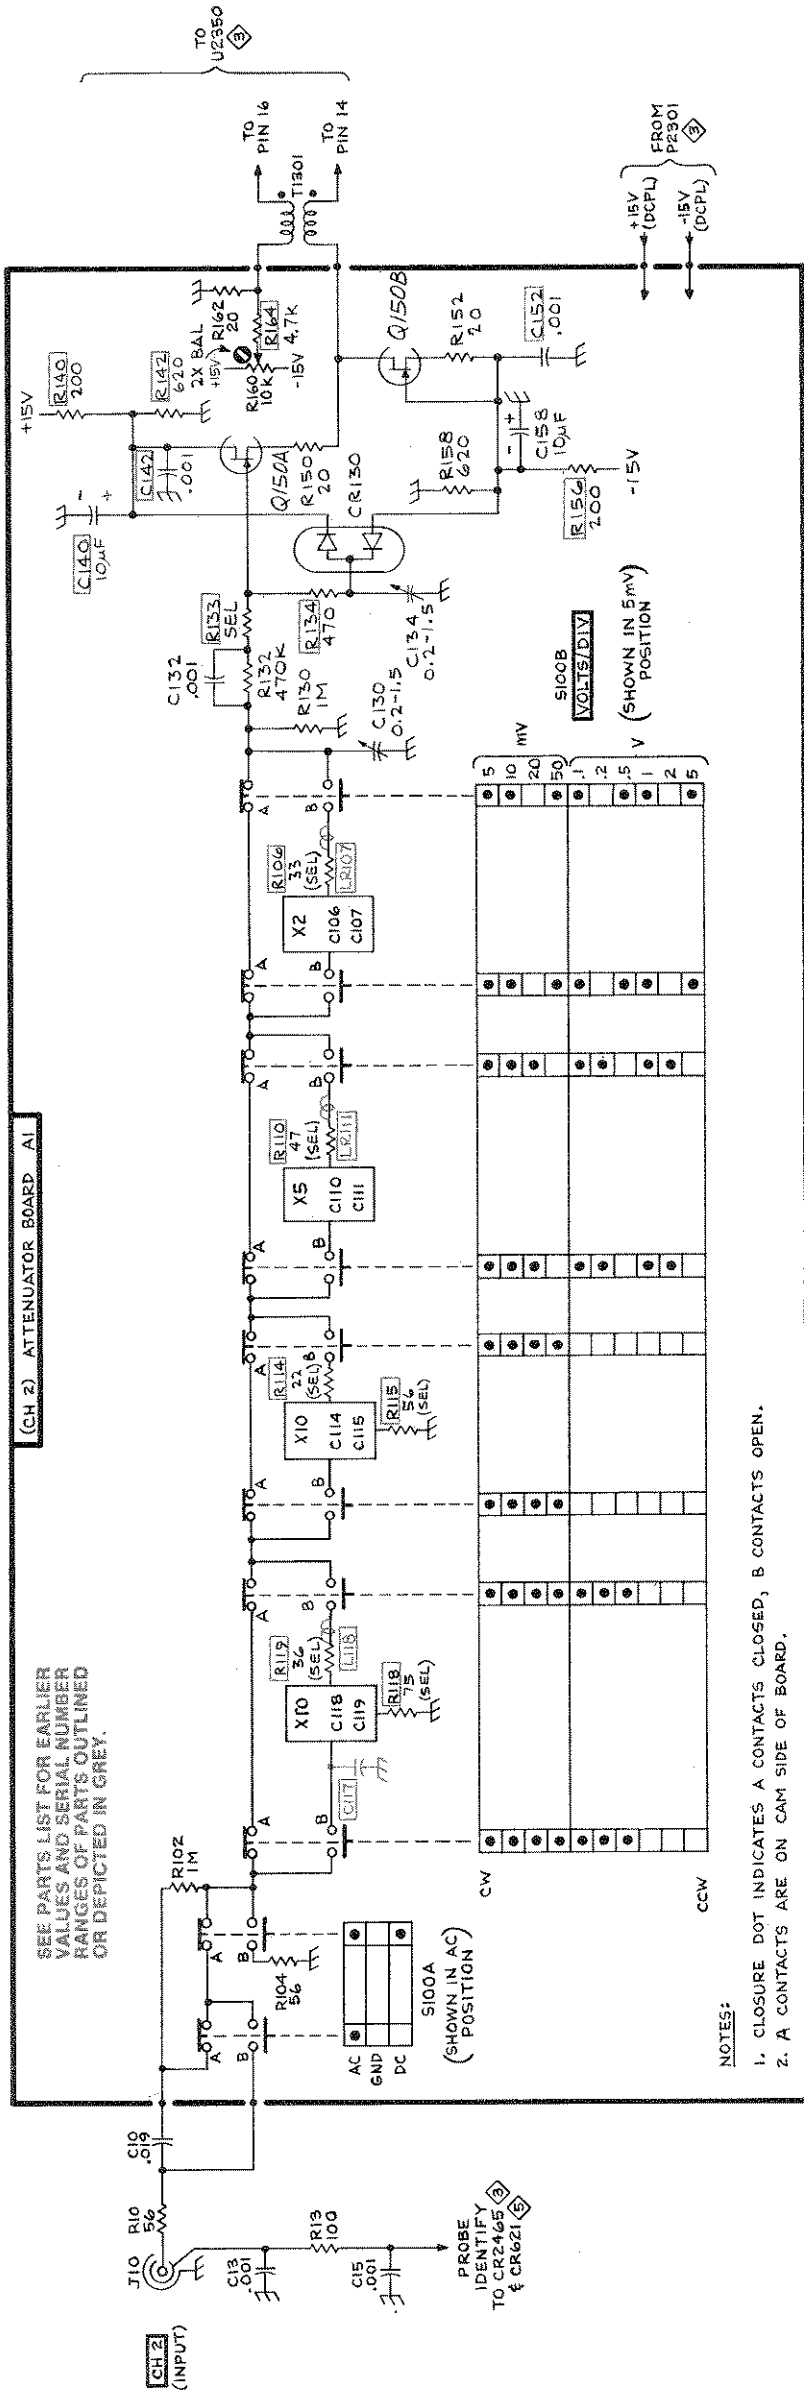 (CH 2) ATTENUATOR BOARD A1
SEE PARTS LIST FOR EARLIER
VALUES AND SERIAL NUMBER
RANGES OF PARTS OUTLINED
OR DEPICTED IN GREY.
CH 2
(INPUT)
J10
R10
56
C10
.019
C13
.001
R13
100
C15
.001
PROBE
IDENTIFY
TO CR2465 3
& CR621 5
R102
1M
A
B
A
B
R104
56
AC
GND
DC
S100A
(SHOWN IN AC
POSITION)
A
B
C117
X10
C118
C119
R119
36
(SEL)
L118
R118
75
(SEL)
A
B
A
B
X10
C114
C115
R114
22
(SEL)
R115
56
(SEL)
A
B
A
B
X5
C110
C111
R110
47
(SEL)
LR111
A
B
A
B
X2
C106
C107
R106
33
(SEL)
LR107
A
B
R130
1M
C130
0.2-1.5
C132
.001
R132
470K
R133
SEL
R134
470
C134
0.2-1.5
CR130
C140
10µF
+15V
R140
200
R142
620
C142
.001
Q150A
R150
20
2X BAL
+15V
R160
10K
-15V
R162
20
R164
4.7K
T1301
TO
PIN 16
TO
PIN 14
TO
U2350
3
Q150B
R152
20
C152
.001
R158
620
C158
10µF
R156
200
-15V
+15V
(DCPL)
-15V
(DCPL)
FROM
P2301
3
S100B
VOLTS/DIV
(SHOWN IN 5mV
POSITION)
CW
CCW
5
10
20
50
mV
.1
.2
.5
1
2
5
V
NOTES:
1. CLOSURE DOT INDICATES A CONTACTS CLOSED, B CONTACTS OPEN.
2. A CONTACTS ARE ON CAM SIDE OF BOARD.